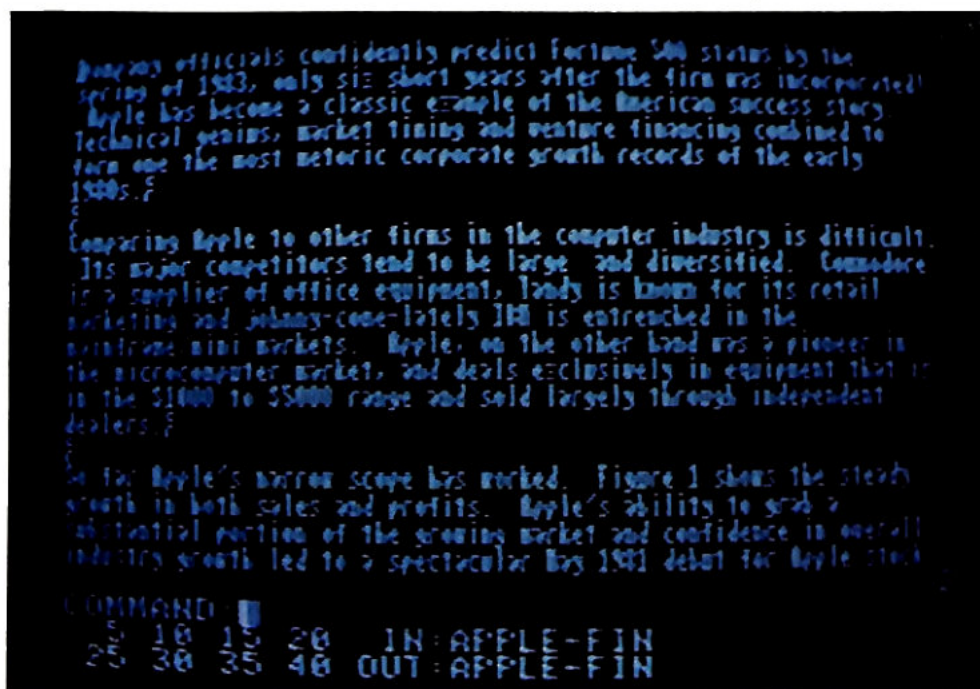 Company officials confidently predict Fortune 500 status by the
spring of 1983, only six short years after the firm was incorporated!
Apple has become a classic example of the American success story.
Technical genius, market timing and venture financing combined to
form one the most metoric corporate growth records of the early
1980s.
Comparing Apple to other firms in the computer industry is difficult.
Its major competitors tend to be large and diversified. Commodore
is a supplier of office equipment, Tandy is known for its retail
marketing and johnny-come-lately IBM is entrenched in the
mainframe mini markets. Apple, on the other hand was a pioneer in
the microcomputer market, and deals exclusively in equipment that is
in the $1000 to $5000 range and sold largely through independent
dealers.
So far Apple's narrow scope has worked. Figure 1 shows the steady
growth in both sales and profits. Apple's ability to grab a
substantial portion of the growing market and confidence in overall
industry growth led to a spectacular May 1981 debut for Apple stock
COMMAND:
5 10 15 20 IN:APPLE-FIN
25 30 35 40 OUT:APPLE-FIN